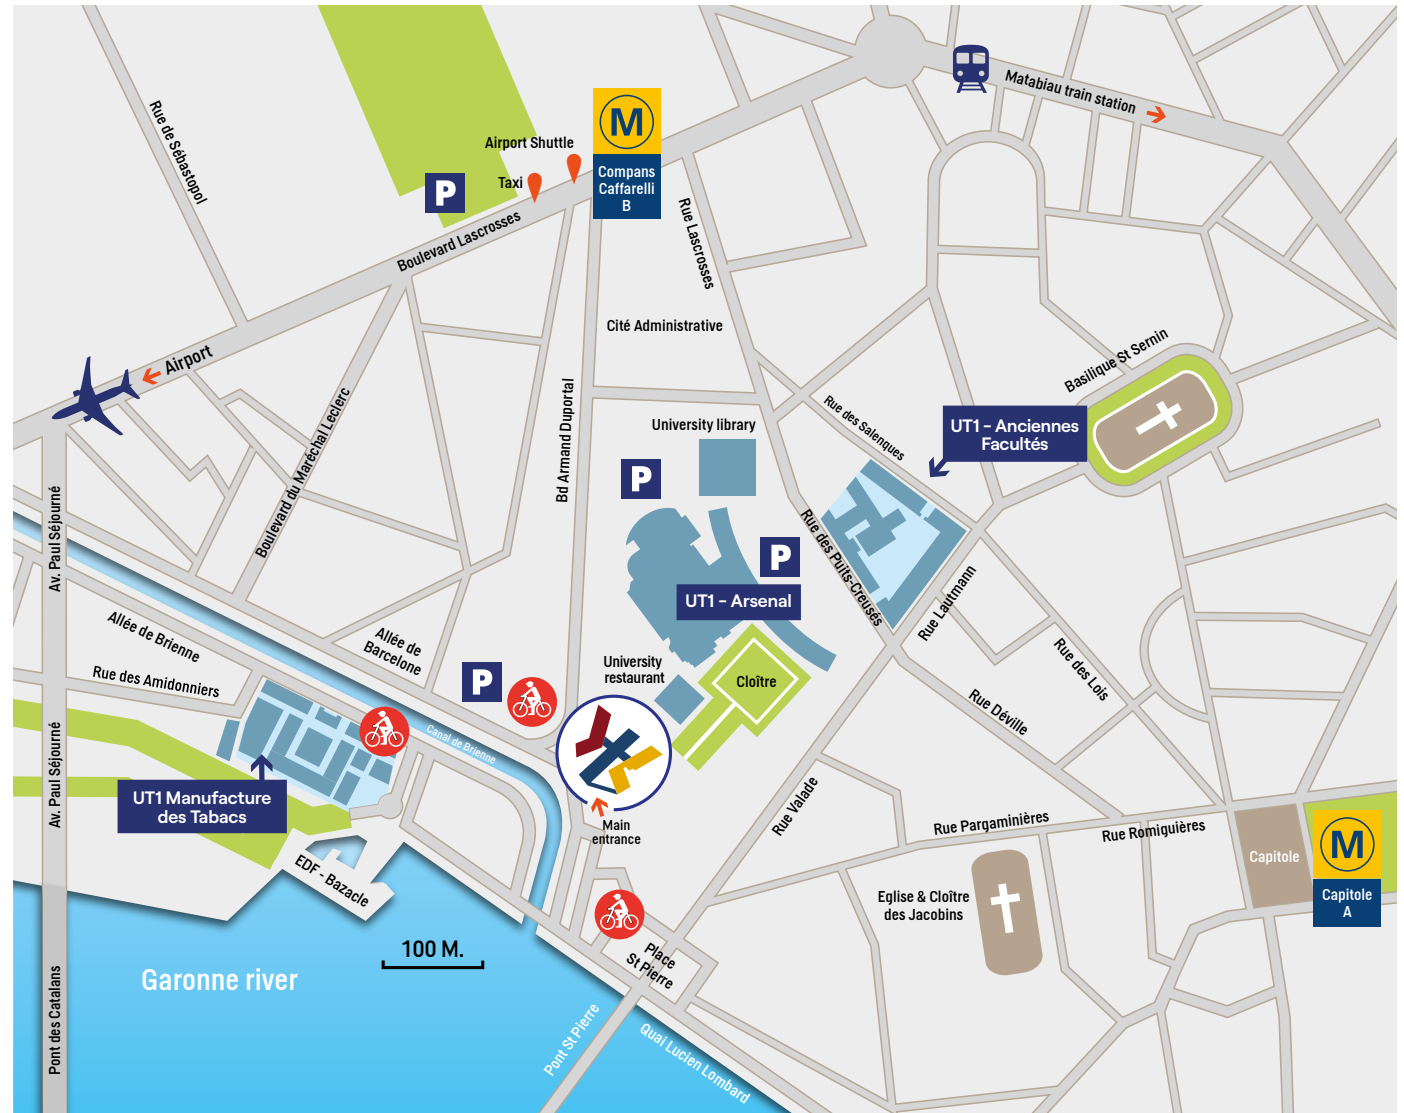 Matabiau train station
M
Compans
Caffarelli
B
Airport Shuttle
Taxi
P
Rue de Sébastopol
Boulevard Lascrosses
Rue Lascrosses
Cité Administrative
Airport
Basilique St Sernin
Boulevard du Maréchal Leclerc
Bd Armand Duportal
University library
Rue des Salenques
UT1 - Anciennes
Facultés
P
Av. Paul Séjourné
Rue des Puits-Creusés
P
UT1 - Arsenal
Rue Lautmann
Allée de Brienne
Allée de
Barcelone
Rue des Amidonniers
P
University
restaurant
Cloître
Rue des Lois
Rue Déville
Canal de Brienne
Av. Paul Séjourné
UT1 Manufacture
des Tabacs
Main
entrance
Rue Valade
Rue Pargaminières
Rue Romiguières
Capitole
M
Capitole
A
EDF - Bazacle
Eglise & Cloître
des Jacobins
100 M.
Place
St Pierre
Garonne river
Pont des Catalans
Pont St Pierre
Quai Lucien Lombard